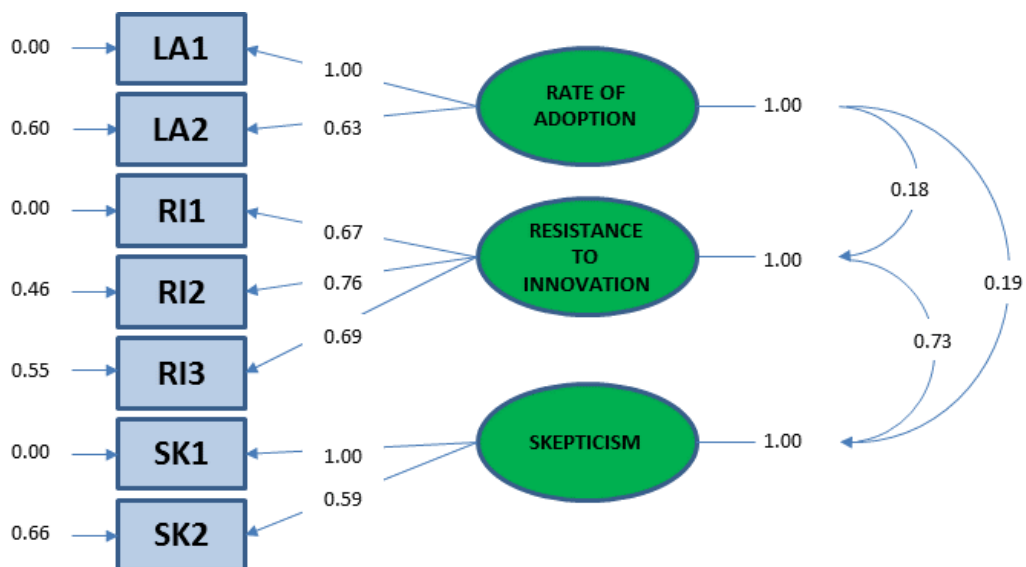 0.00
LA1
1.00
0.60
LA2
0.63
RATE OF
ADOPTION
1.00
0.00
RI1
0.67
0.46
RI2
0.76
0.55
RI3
0.69
RESISTANCE
TO
INNOVATION
1.00
0.00
SK1
1.00
0.66
SK2
0.59
SKEPTICISM
1.00
0.18
0.19
0.73